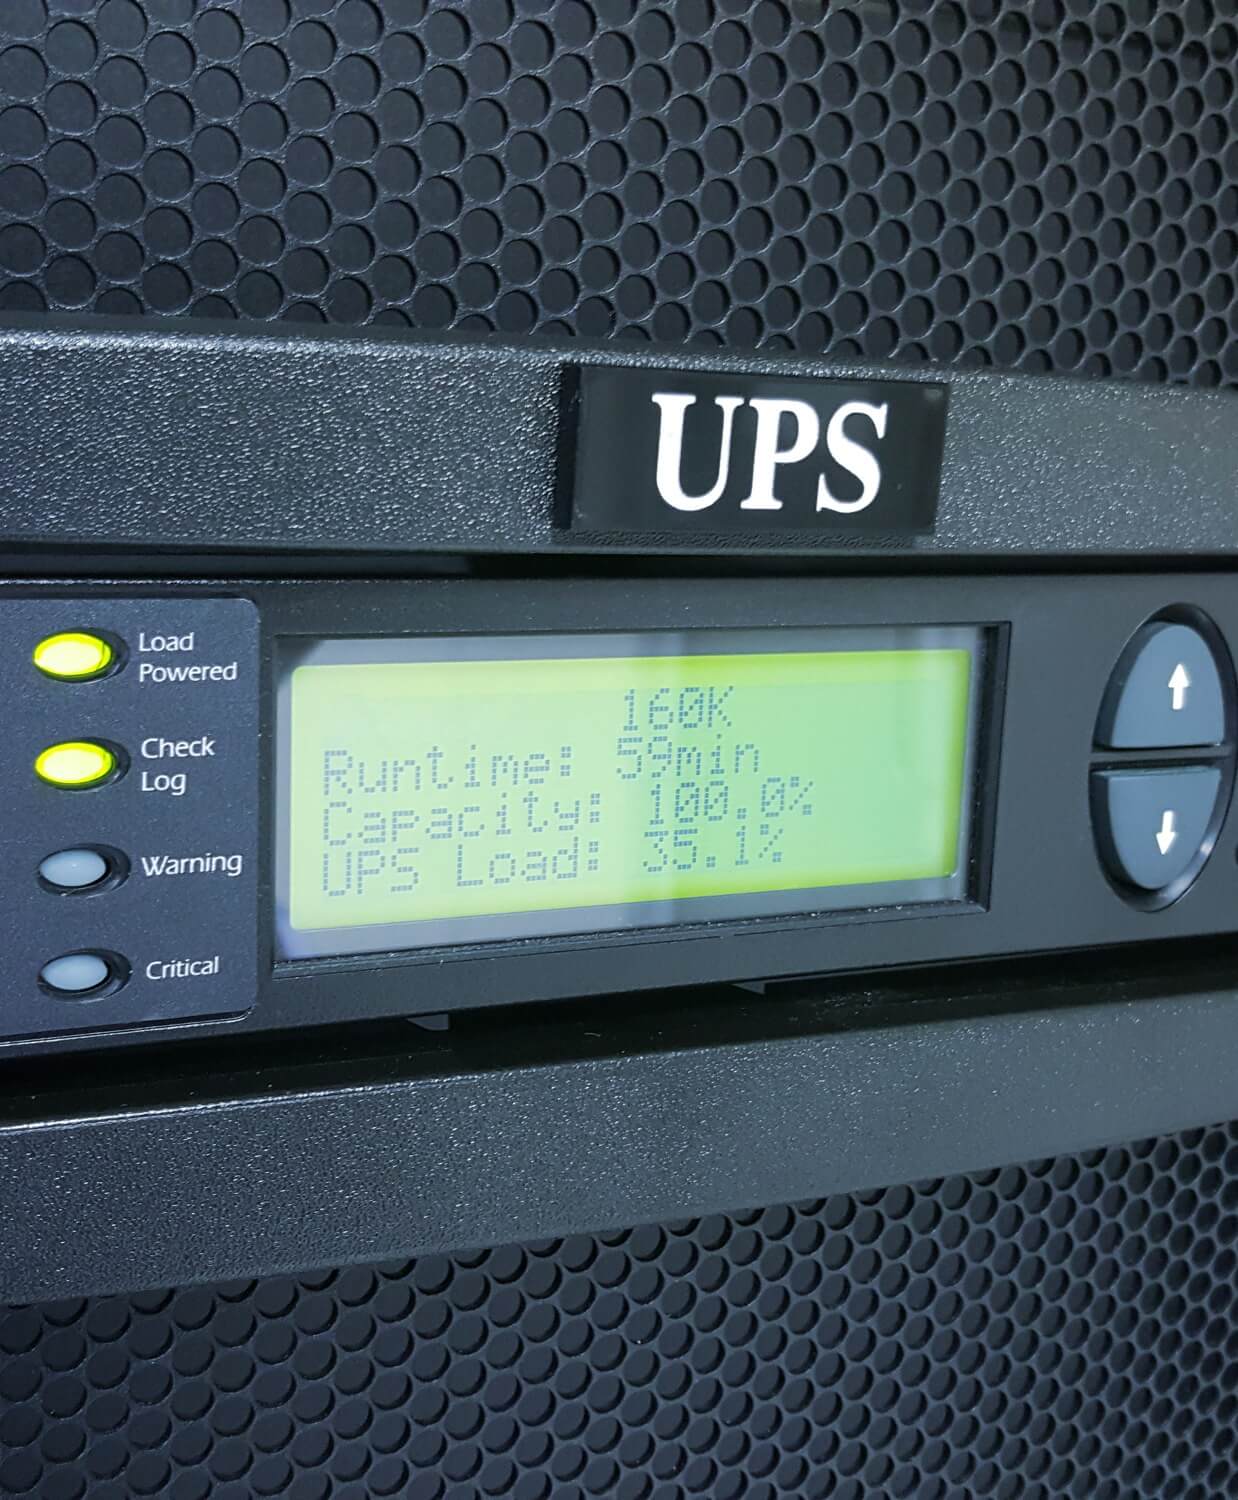 UPS
Load
Powered
Check
Log
Warning
Critical
160K
Runtime: 59min
Capacity: 100.0%
UPS Load: 35.1%